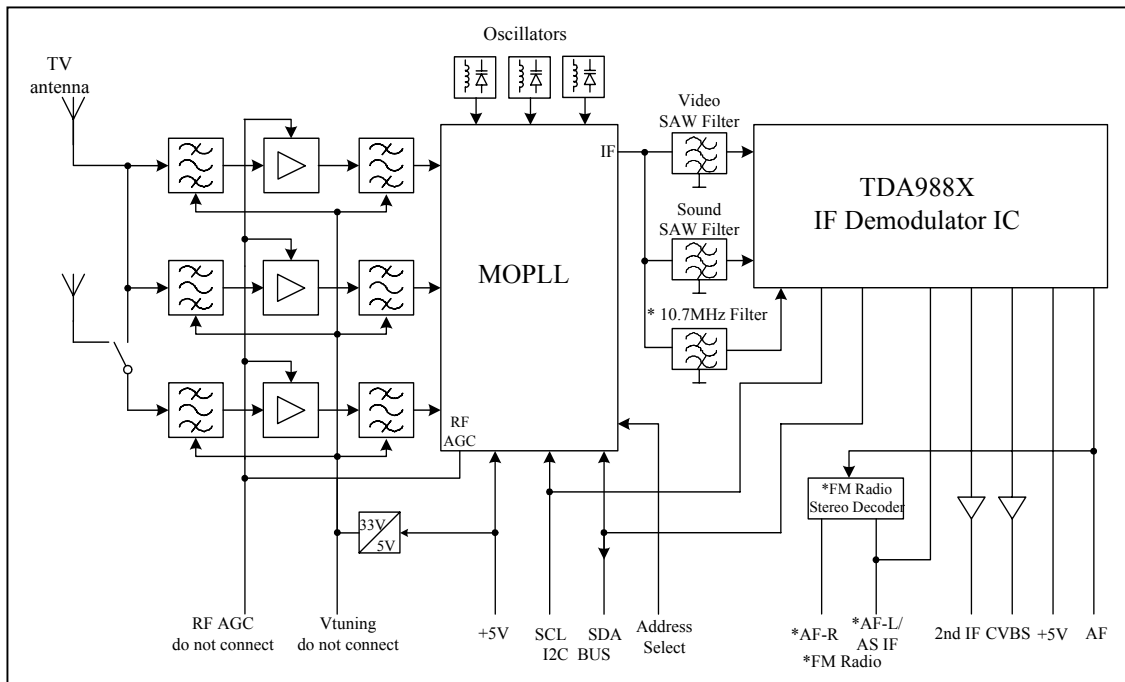 Oscillators
TV
antenna
Video
SAW Filter
IF
TDA988X
IF Demodulator IC
Sound
SAW Filter
MOPLL
* 10.7MHz Filter
RF
AGC
*FM Radio
Stereo Decoder
33V
5V
RF AGC
do not connect
Vtuning
do not connect
+5V
SCL
I2C
SDA
BUS
Address
Select
*AF-R
*FM Radio
*AF-L/
AS IF
2nd IF
CVBS
+5V
AF